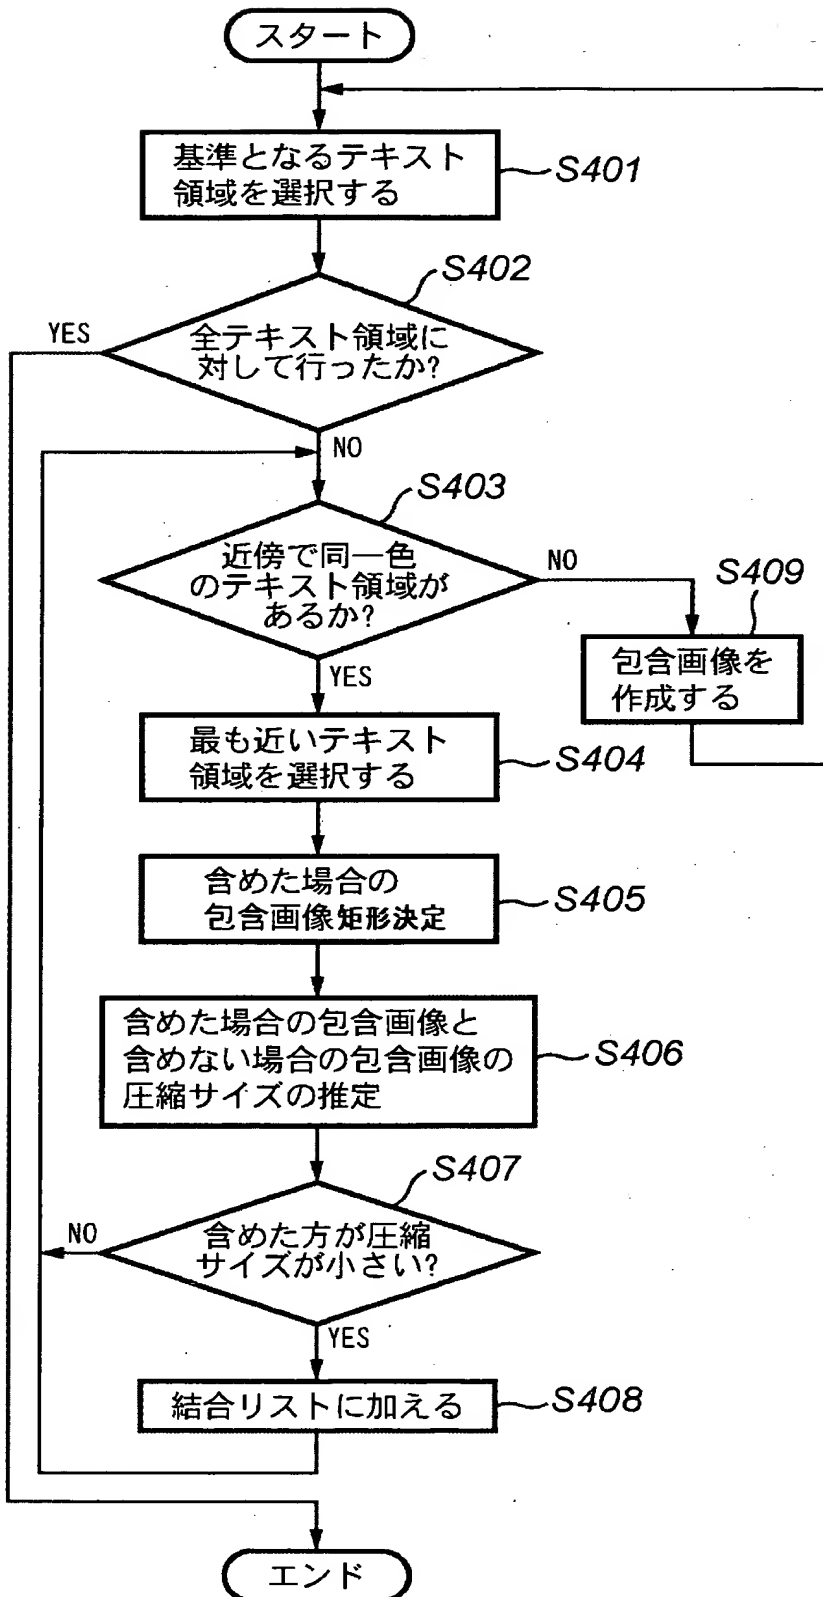 スタート
基準となるテキスト
領域を選択する
S401
S402
YES
全テキスト領域に
対して行ったか?
NO
S403
近傍で同一色
のテキスト領域が
あるか?
NO
S409
包含画像を
作成する
YES
最も近いテキスト
領域を選択する
S404
含めた場合の
包含画像矩形決定
S405
含めた場合の包含画像と
含めない場合の包含画像の
圧縮サイズの推定
S406
S407
NO
含めた方が圧縮
サイズが小さい?
YES
結合リストに加える
S408
エンド